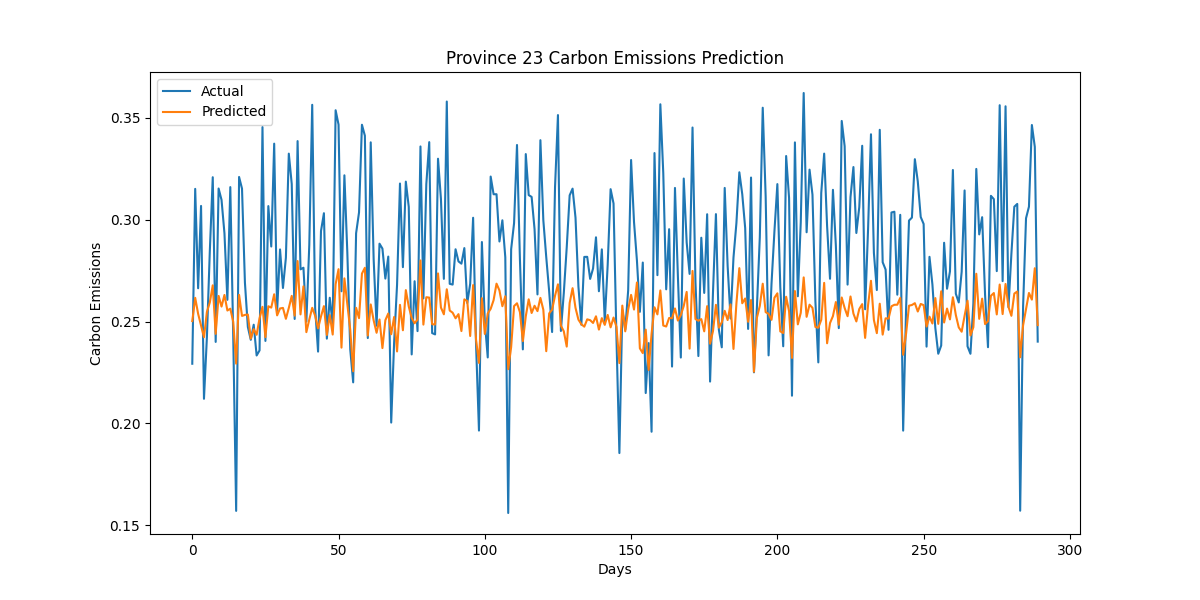 Province 23 Carbon Emissions Prediction
Actual
Predicted
0.35
0.30
0.25
0.20
0.15
Carbon Emissions
0 50 100 150 200 250 300
Days